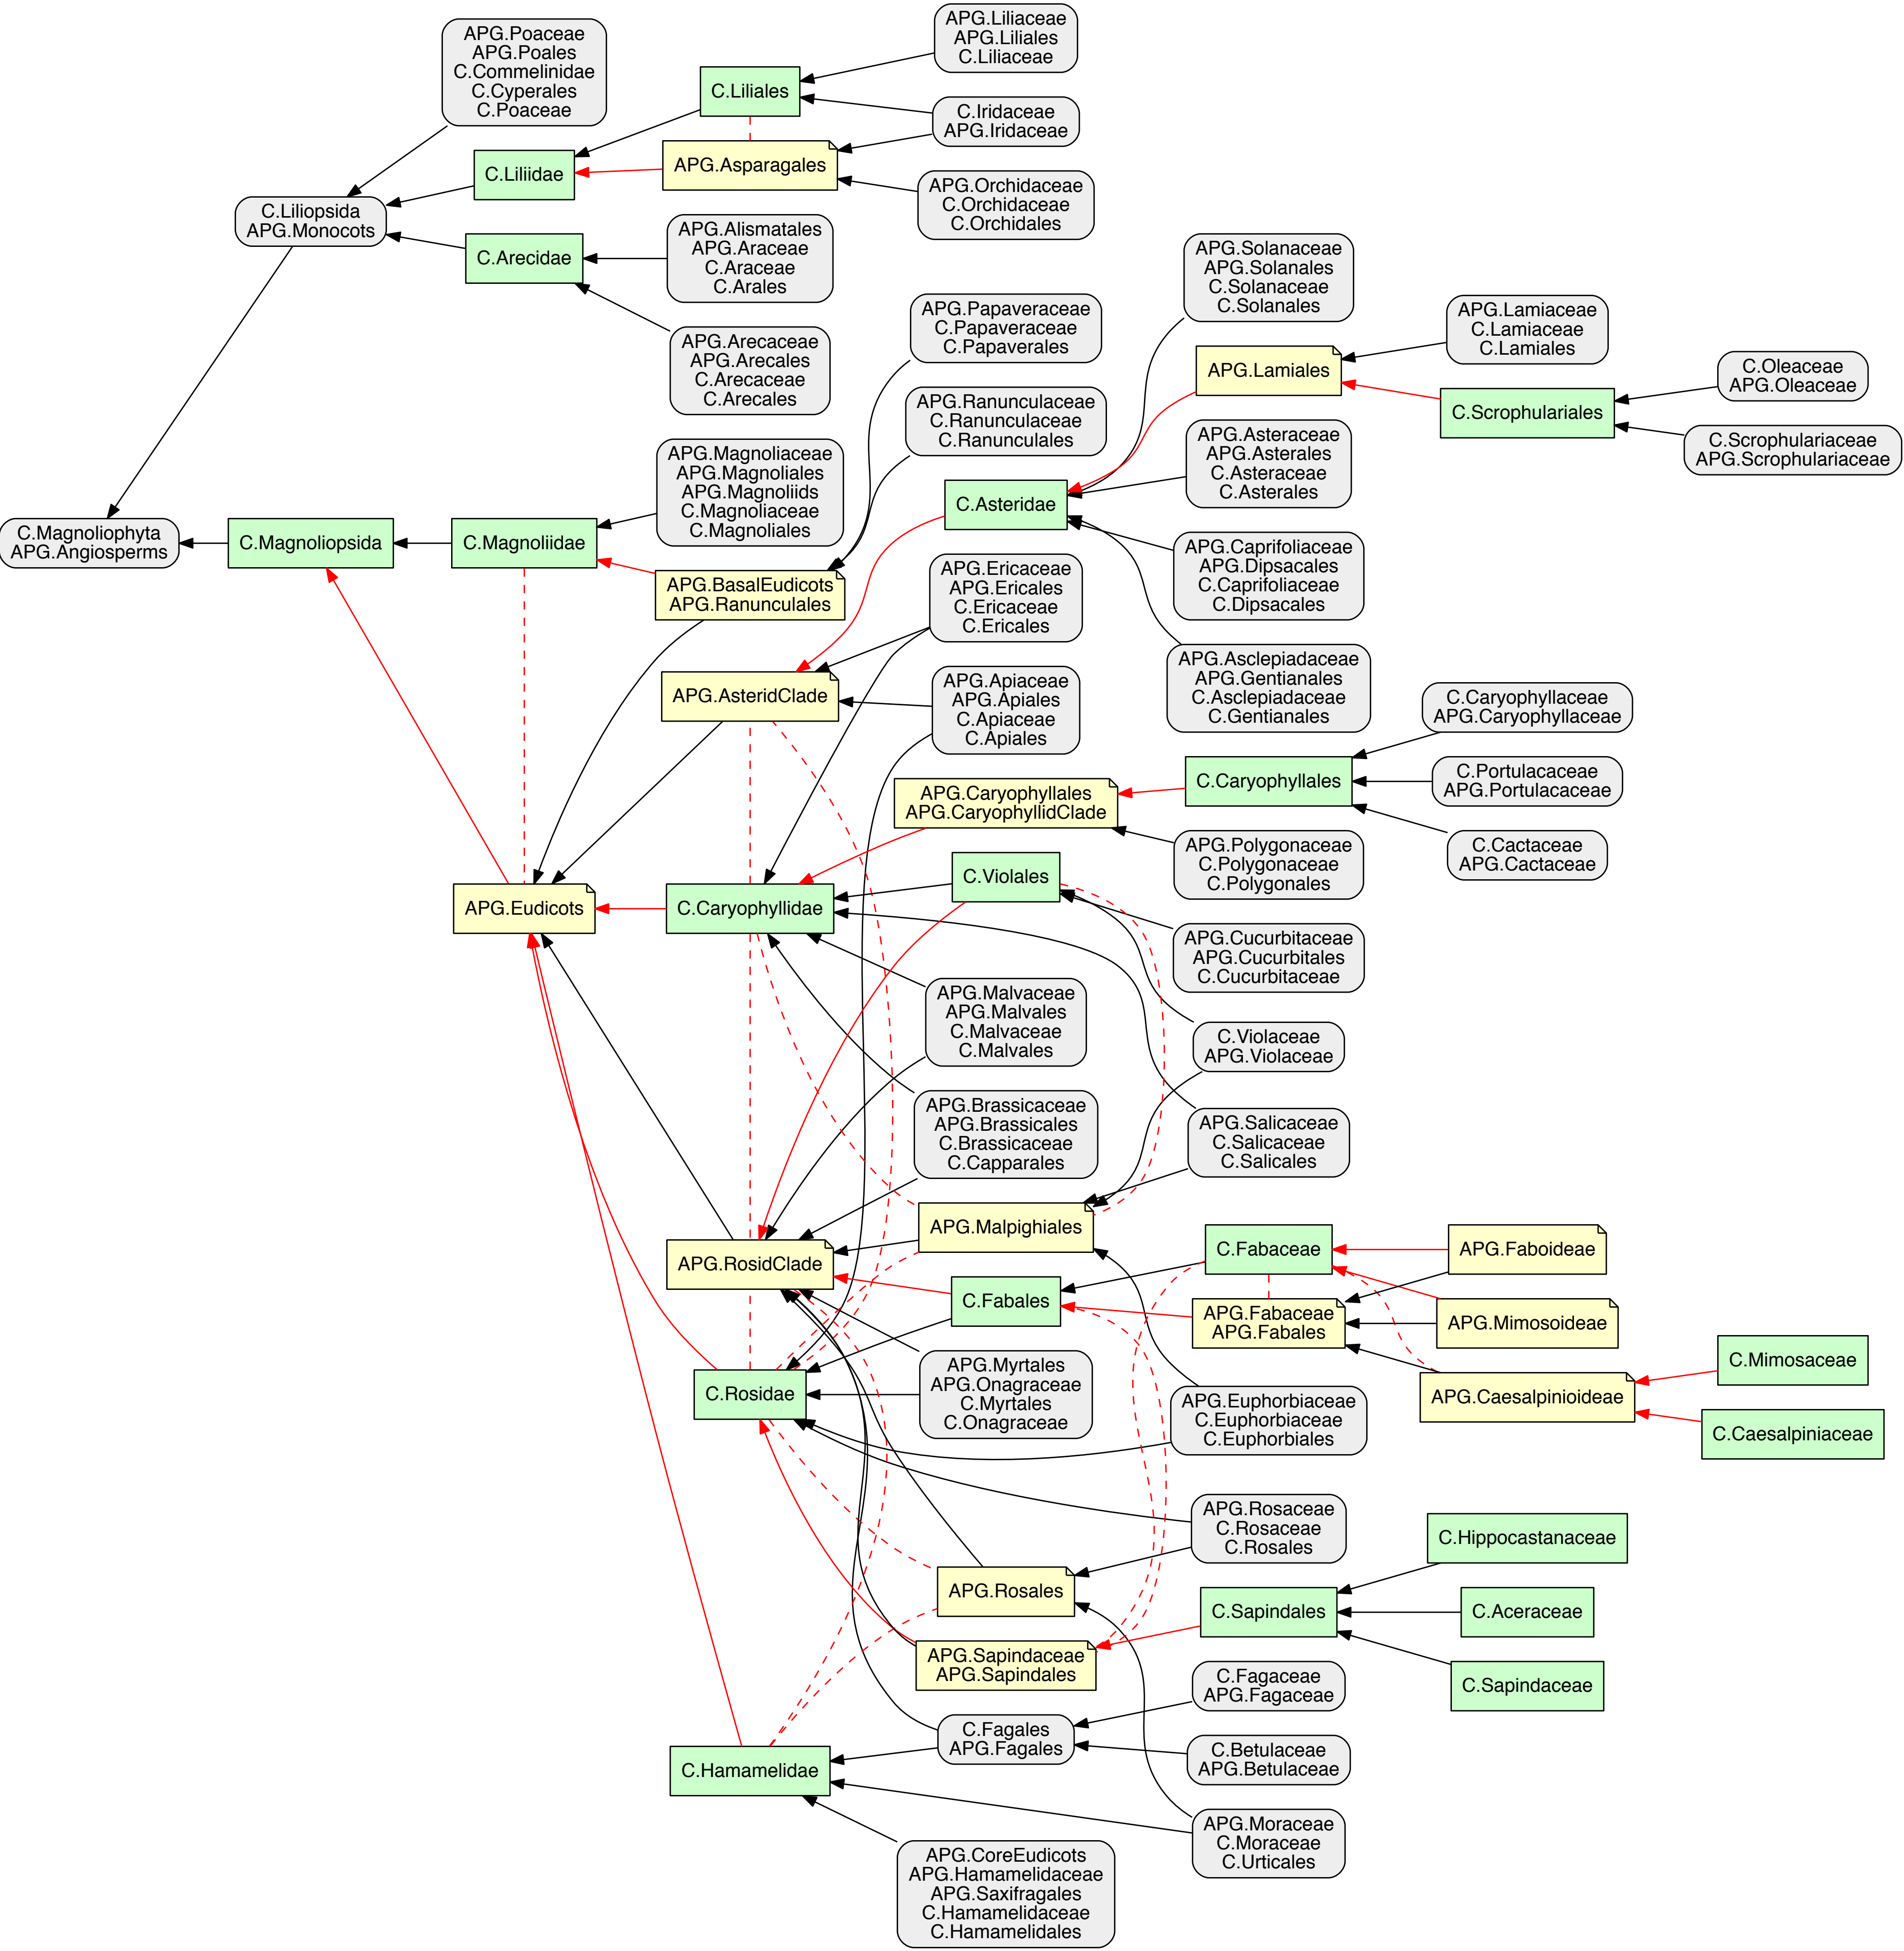 APG.Poaceae
APG.Poales
C.Commelinidae
C.Cyperales
C.Poaceae
C.Liliales
APG.Liliaceae
APG.Liliales
C.Liliaceae
C.Iridaceae
APG.Iridaceae
C.Liliidae
APG.Asparagales
APG.Orchidaceae
C.Orchidaceae
C.Orchidales
C.Liliopsida
APG.Monocots
C.Arecidae
APG.Alismatales
APG.Araceae
C.Araceae
C.Arales
APG.Arecaceae
APG.Arecales
C.Arecaceae
C.Arecales
APG.Papaveraceae
C.Papaveraceae
C.Papaverales
APG.Solanaceae
APG.Solanales
C.Solanaceae
C.Solanales
APG.Lamiaceae
C.Lamiaceae
C.Lamiales
APG.Lamiales
C.Oleaceae
APG.Oleaceae
C.Scrophulariales
C.Scrophulariaceae
APG.Scrophulariaceae
APG.Ranunculaceae
C.Ranunculaceae
C.Ranunculales
APG.Asteraceae
APG.Asterales
C.Asteraceae
C.Asterales
APG.Magnoliaceae
APG.Magnoliales
APG.Magnoliids
C.Magnoliaceae
C.Magnoliales
C.Asteridae
C.Magnoliophyta
APG.Angiosperms
C.Magnoliopsida
C.Magnoliidae
APG.BasalEudicots
APG.Ranunculales
APG.Caprifoliaceae
APG.Dipsacales
C.Caprifoliaceae
C.Dipsacales
APG.Ericaceae
APG.Ericales
C.Ericaceae
C.Ericales
APG.Asclepiadaceae
APG.Gentianales
C.Asclepiadaceae
C.Gentianales
APG.AsteridClade
APG.Apiaceae
APG.Apiales
C.Apiaceae
C.Apiales
C.Caryophyllaceae
APG.Caryophyllaceae
APG.Caryophyllales
APG.CaryophyllidClade
C.Caryophyllales
C.Portulacaceae
APG.Portulacaceae
APG.Polygonaceae
C.Polygonaceae
C.Polygonales
C.Cactaceae
APG.Cactaceae
C.Violales
APG.Eudicots
C.Caryophyllidae
APG.Cucurbitaceae
APG.Cucurbitales
C.Cucurbitaceae
APG.Malvaceae
APG.Malvales
C.Malvaceae
C.Malvales
C.Violaceae
APG.Violaceae
APG.Brassicaceae
APG.Brassicales
C.Brassicaceae
C.Capparales
APG.Salicaceae
C.Salicaceae
C.Salicales
APG.Malpighiales
APG.RosidClade
C.Fabaceae
APG.Faboideae
C.Fabales
APG.Fabaceae
APG.Fabales
APG.Mimosoideae
C.Mimosaceae
C.Rosidae
APG.Myrtales
APG.Onagraceae
C.Myrtales
C.Onagraceae
APG.Euphorbiaceae
C.Euphorbiaceae
C.Euphorbiales
APG.Caesalpinioideae
C.Caesalpiniaceae
APG.Rosaceae
C.Rosaceae
C.Rosales
C.Hippocastanaceae
APG.Rosales
C.Sapindales
C.Aceraceae
APG.Sapindaceae
APG.Sapindales
C.Fagaceae
APG.Fagaceae
C.Sapindaceae
C.Fagales
APG.Fagales
C.Betulaceae
APG.Betulaceae
C.Hamamelidae
APG.Moraceae
C.Moraceae
C.Urticales
APG.CoreEudicots
APG.Hamamelidaceae
APG.Saxifragales
C.Hamamelidaceae
C.Hamamelidales